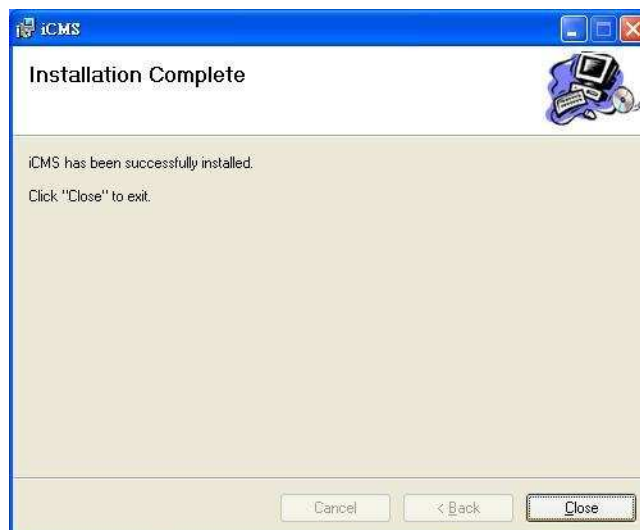 iCMS
Installation Complete
iCMS has been successfully installed.
Click "Close" to exit.
Cancel
< Back
Close